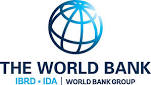 THE WORLD BANK
IBRD • IDA | WORLD BANK GROUP